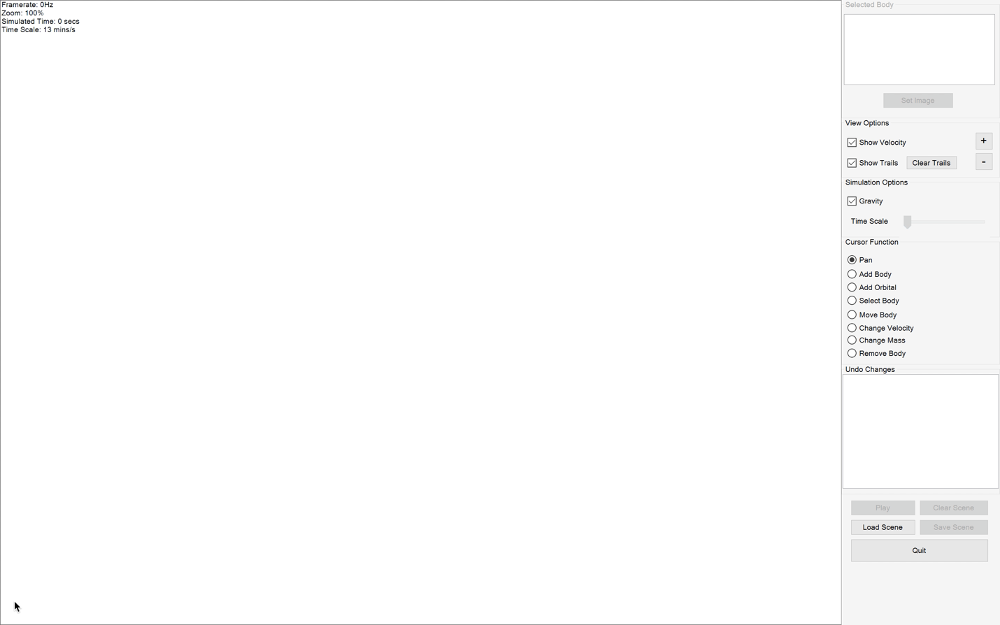 Framerate: 0Hz
Zoom: 100%
Simulated Time: 0 secs
Time Scale: 13 mins/s
Selected Body
Set Image
View Options
Show Velocity
+
Show Trails
Clear Trails
-
Simulation Options
Gravity
Time Scale
Cursor Function
Pan
Add Body
Add Orbital
Select Body
Move Body
Change Velocity
Change Mass
Remove Body
Undo Changes
Play
Clear Scene
Load Scene
Save Scene
Quit